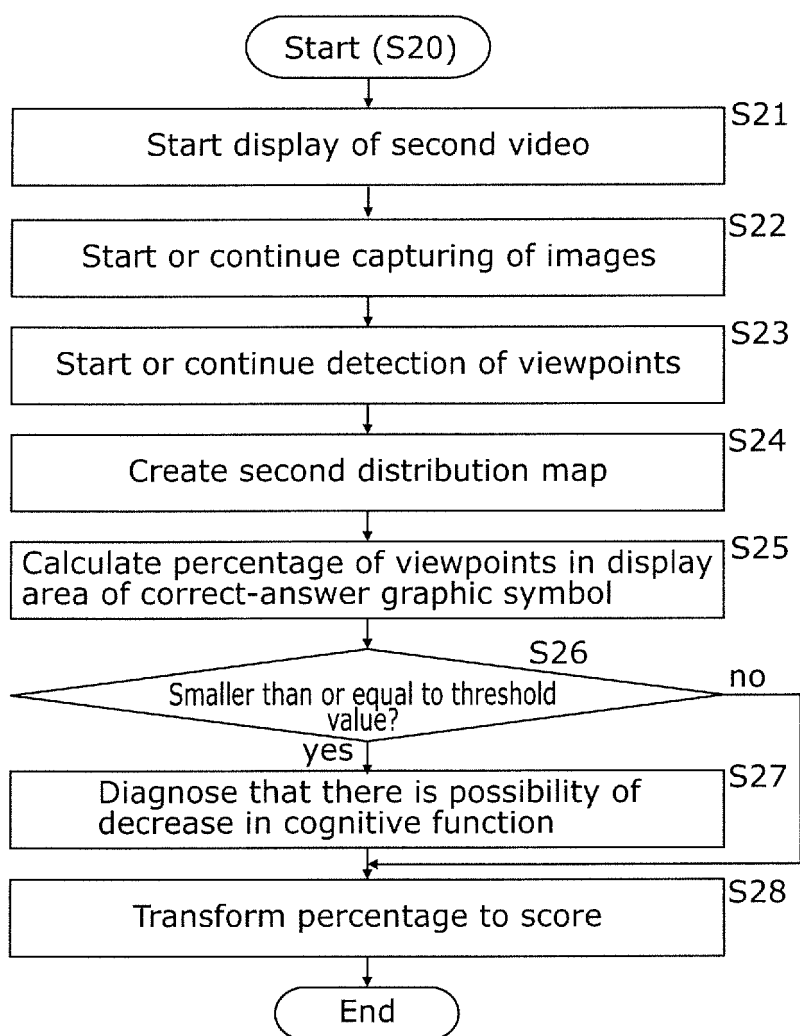 Start (S20)
S21
Start display of second video
S22
Start or continue capturing of images
S23
Start or continue detection of viewpoints
S24
Create second distribution map
S25
Calculate percentage of viewpoints in display
area of correct-answer graphic symbol
S26
no
Smaller than or equal to threshold
value?
yes
S27
Diagnose that there is possibility of
decrease in cognitive function
S28
Transform percentage to score
End